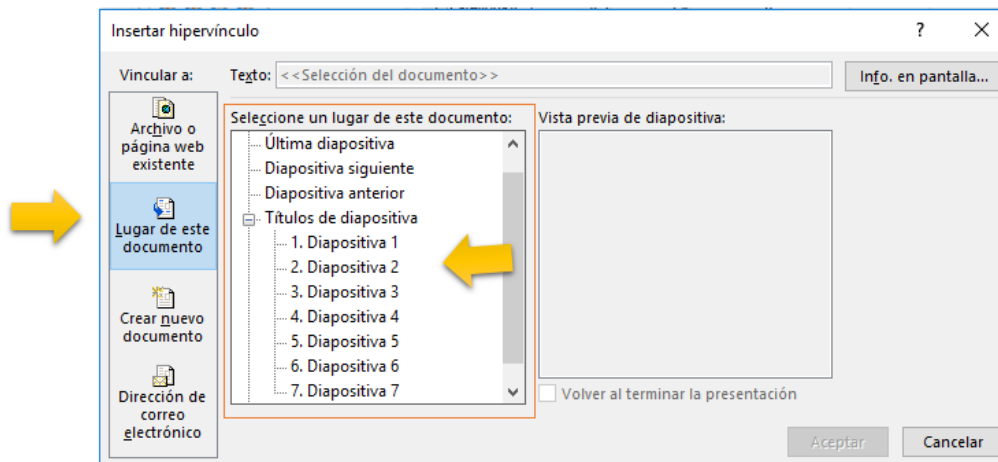 Insertar hipervínculo
?
X
Vincular a:
Texto: <<Selección del documento>>
Info. en pantalla...
Archivo o
página web
existente
Lugar de este
documento
Crear nuevo
documento
Dirección de
correo
electrónico
Seleccione un lugar de este documento:
Última diapositiva
Diapositiva siguiente
Diapositiva anterior
Títulos de diapositiva
1. Diapositiva 1
2. Diapositiva 2
3. Diapositiva 3
4. Diapositiva 4
5. Diapositiva 5
6. Diapositiva 6
7. Diapositiva 7
Vista previa de diapositiva:
Volver al terminar la presentación
Aceptar
Cancelar